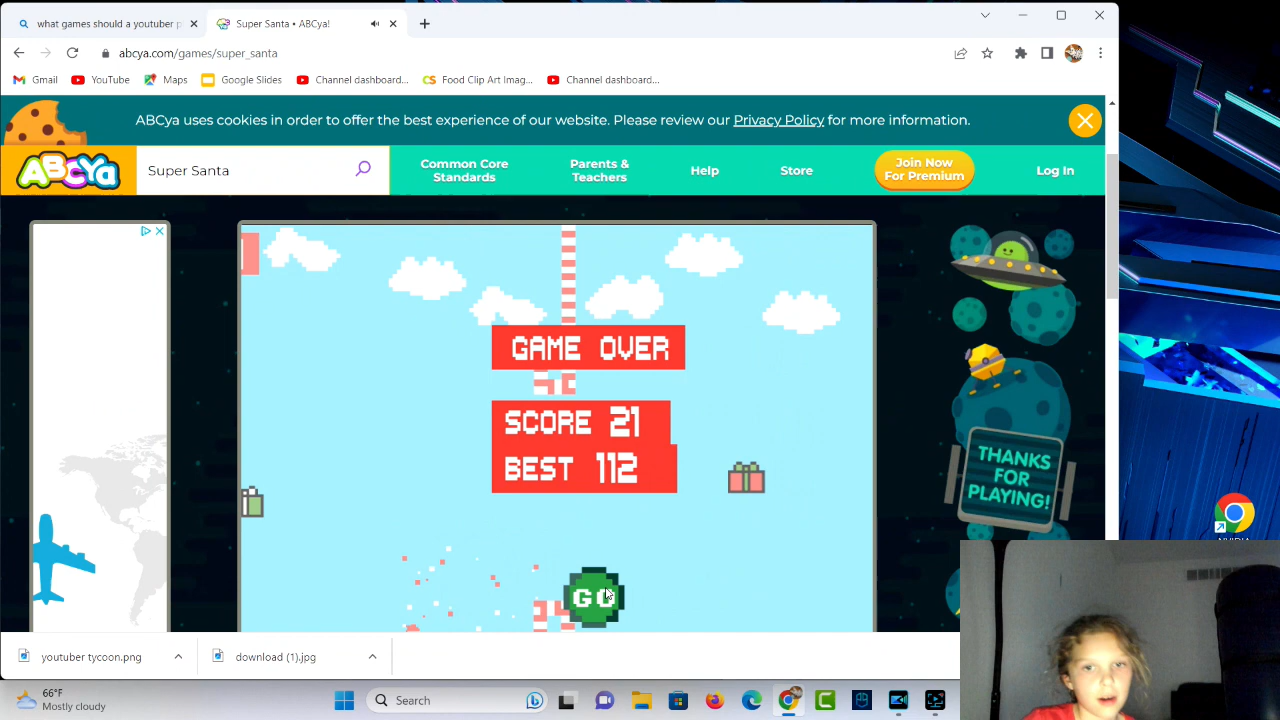 what games should a youtuber p
Super Santa • ABCya!
abcya.com/games/super_santa
Gmail
YouTube
Maps
Google Slides
Channel dashboard...
Food Clip Art Imag...
Channel dashboard...
ABCya uses cookies in order to offer the best experience of our website. Please review our Privacy Policy for more information.
ABCya
Super Santa
Common Core
Standards
Parents &
Teachers
Help
Store
Join Now
For Premium
Log In
GAME OVER
SCORE 21
BEST 112
GO
THANKS
FOR
PLAYING!
youtuber tycoon.png
download (1).jpg
66°F
Mostly cloudy
Search